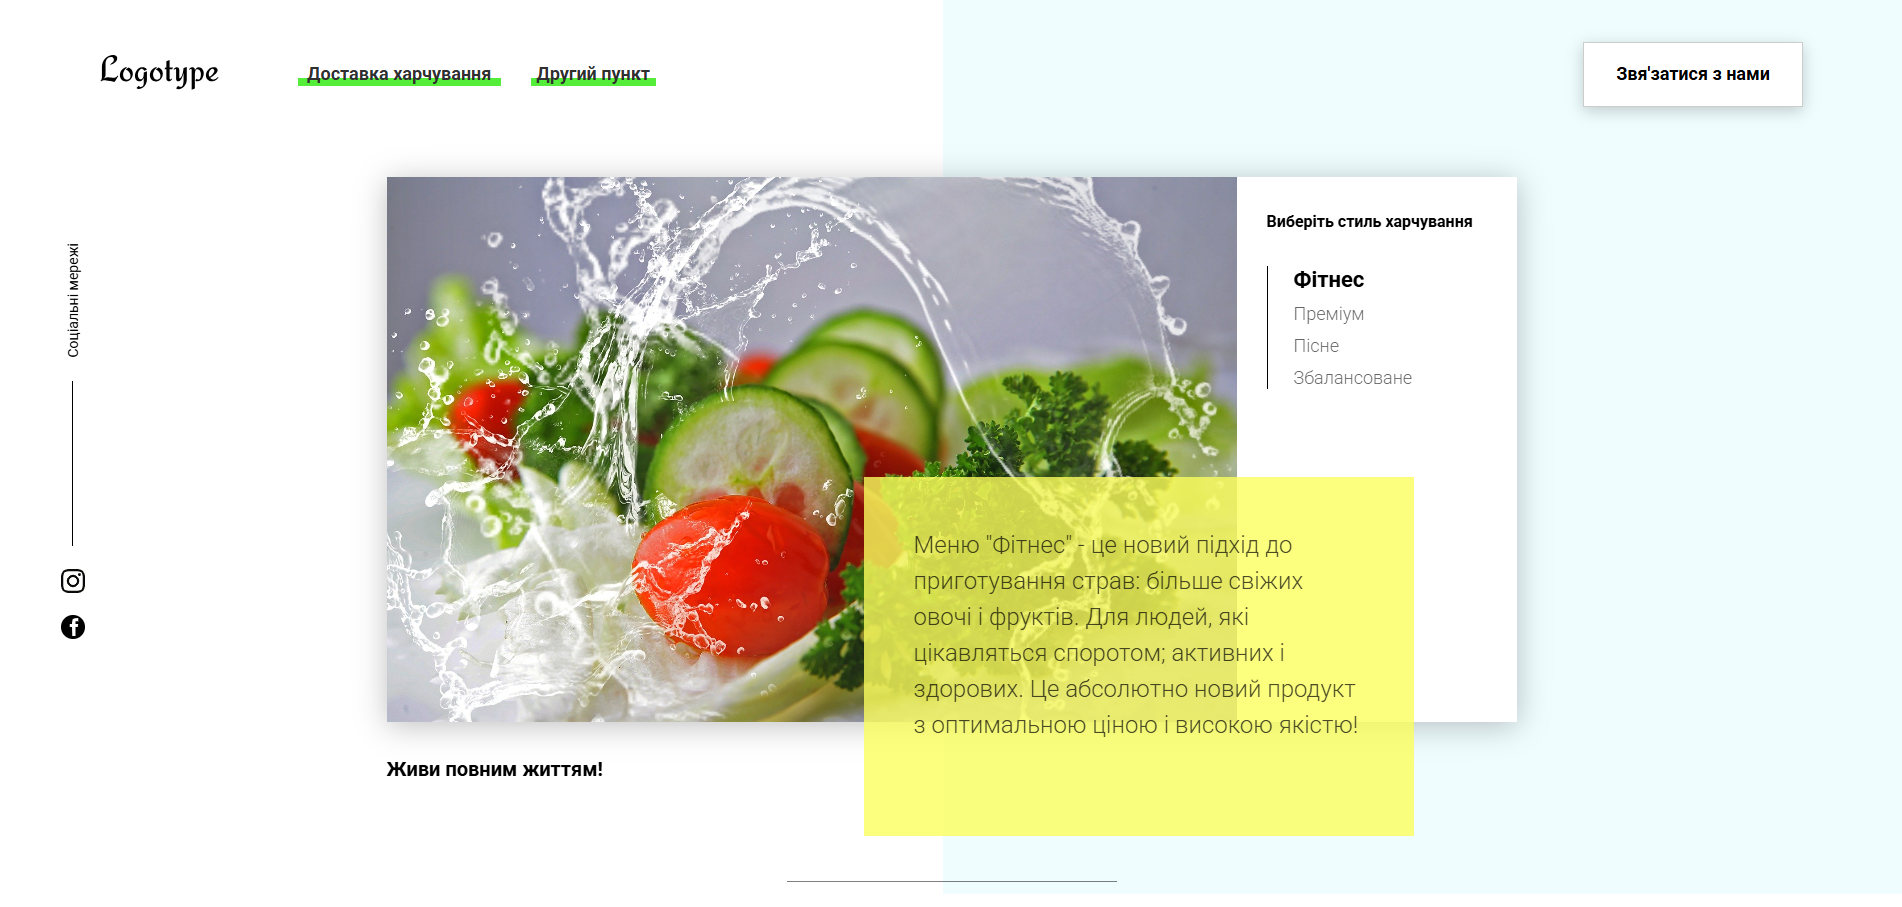 Logotype
Доставка харчування
Другий пункт
Звя'затися з нами
Соціальні мережі
Виберіть стиль харчування
Фітнес
Преміум
Пісне
Збалансоване
Меню "Фітнес" - це новий підхід до
приготування страв: більше свіжих
овочі і фруктів. Для людей, які
цікавляться споротом; активних і
здорових. Це абсолютно новий продукт
з оптимальною ціною і високою якістю!
Живи повним життям!